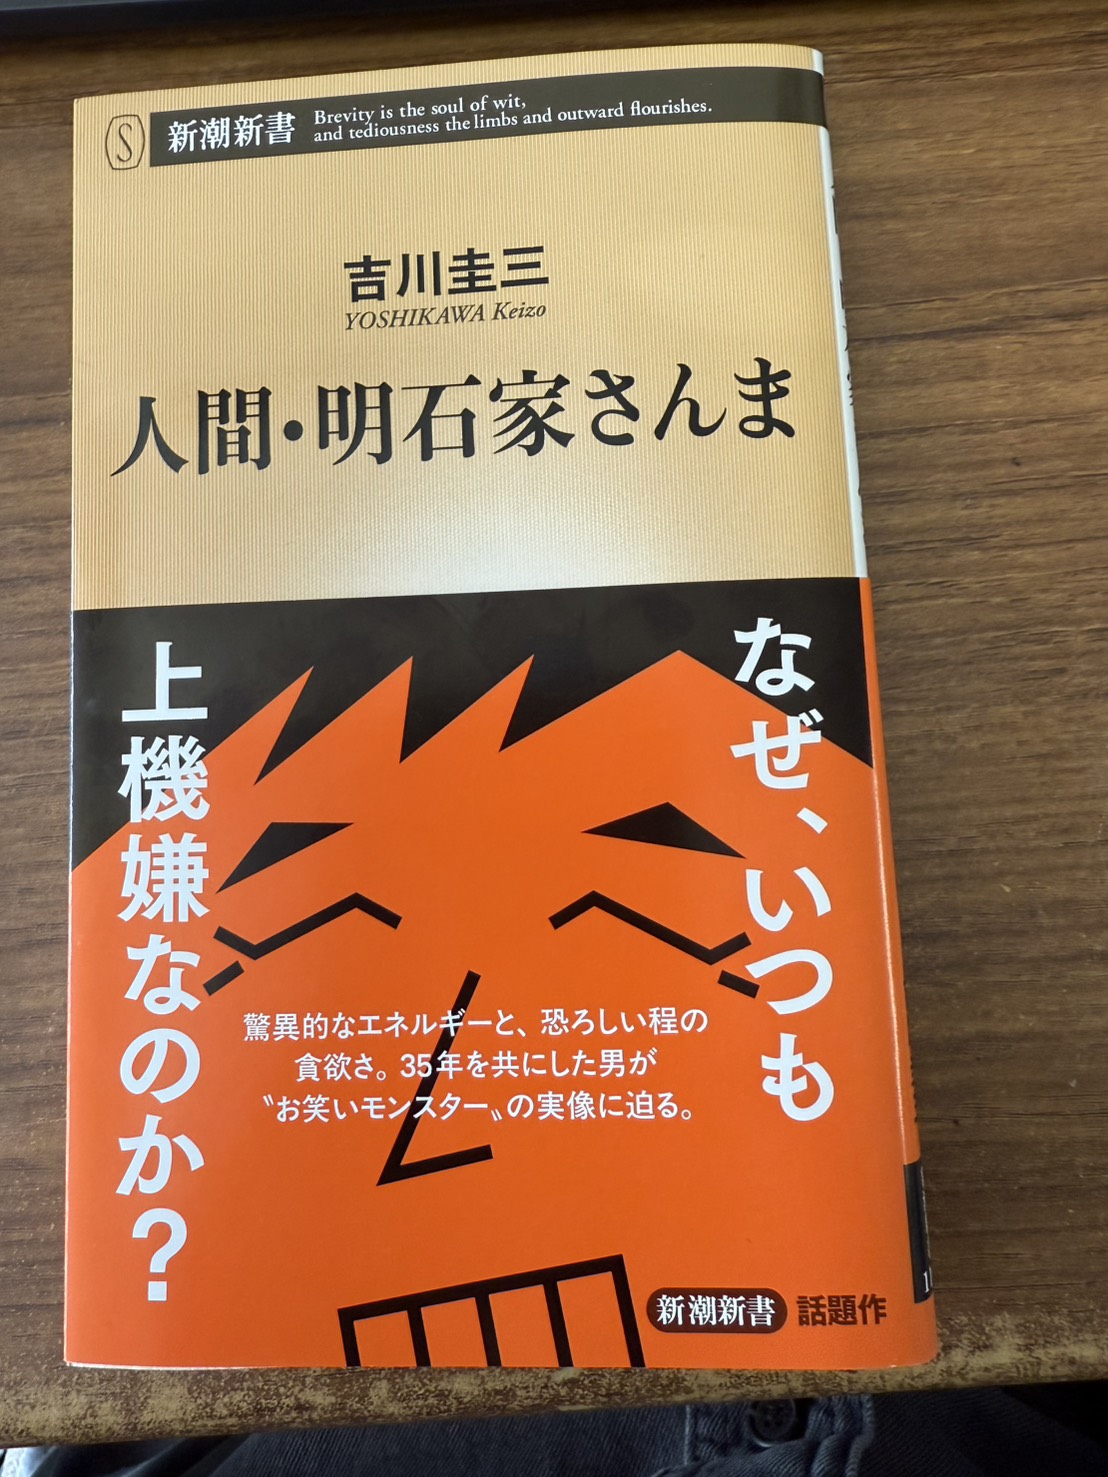 S
新潮新書
Brevity is the soul of wit,
and tediousness the limbs and outward flourishes.
吉川圭三
YOSHIKAWA Keizo
人間・明石家さんま
なぜ、いつも
上機嫌なのか？
驚異的なエネルギーと、恐ろしい程の
貪欲さ。35年を共にした男が
〝お笑いモンスター〟の実像に迫る。
新潮新書 話題作